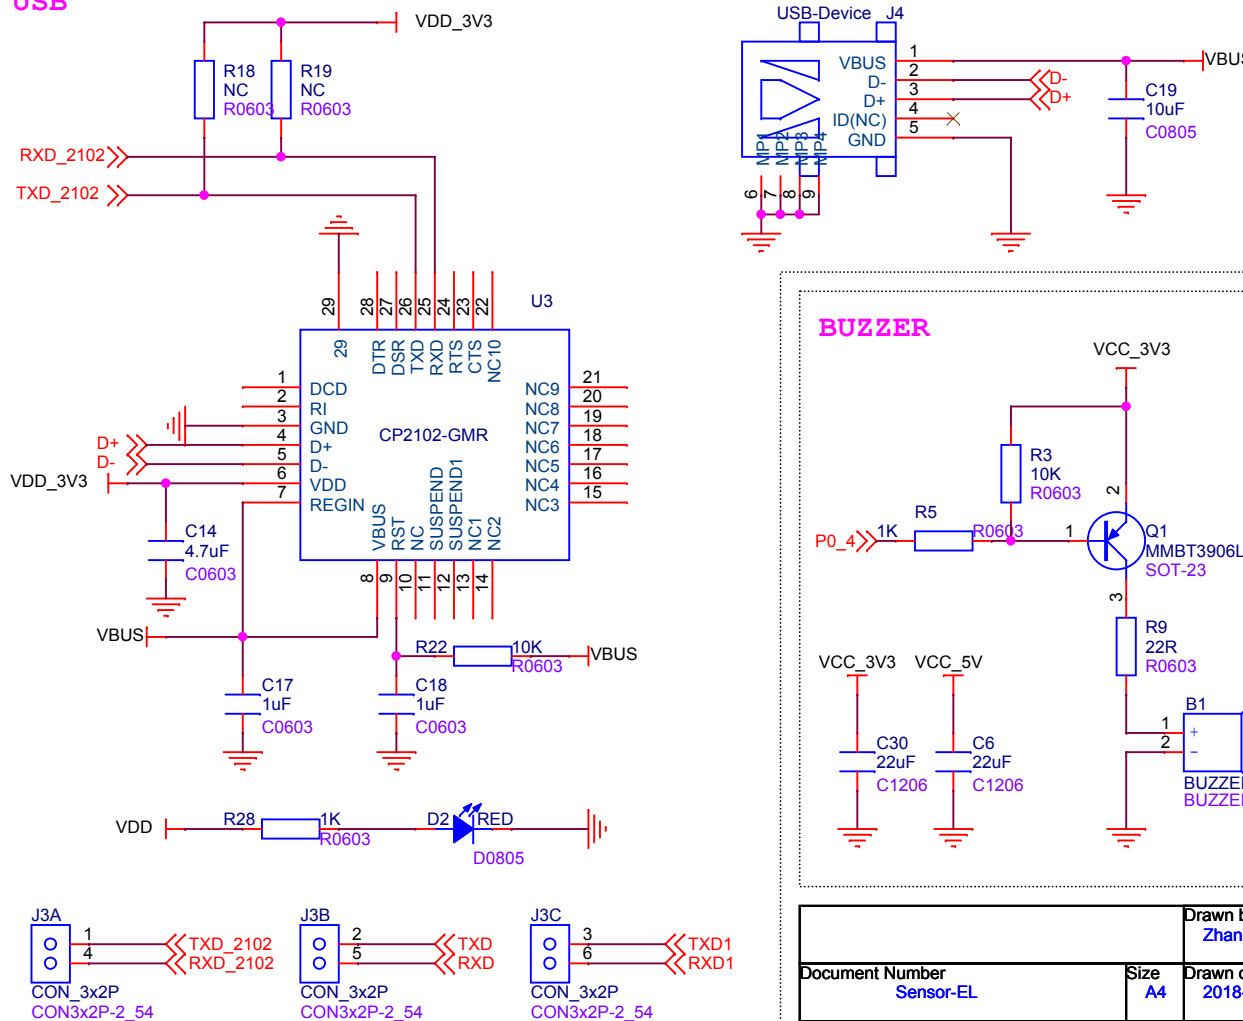 USB
VDD_3V3
R18
NC
R0603
R19
NC
R0603
RXD_2102
TXD_2102
USB-Device J4
VBUS 1
D- 2
D+ 3
ID(NC) 4
GND 5
D-
D+
VBUS
C19
10uF
C0805
MP1 MP2 MP3 MP4
6 7 8 9
29 28 27 26 25 24 23 22
U3
29 DTR DSR TXD RXD RTS CTS NC10
1 DCD
2 RI
3 GND
4 D+
5 D-
6 VDD
7 REGIN
CP2102-GMR
NC9 21
NC8 20
NC7 19
NC6 18
NC5 17
NC4 16
NC3 15
VBUS RST NC SUSPEND SUSPEND1 NC1 NC2
8 9 10 11 12 13 14
D+
D-
VDD_3V3
C14
4.7uF
C0603
VBUS
R22 10K
R0603
VBUS
C17
1uF
C0603
C18
1uF
C0603
VDD
R28 1K
R0603
D2 RED
D0805
BUZZER
VCC_3V3
R3
10K
R0603
P0_4
1K R5
R0603
1
2
3
Q1
MMBT3906L
SOT-23
R9
22R
R0603
VCC_3V3 VCC_5V
C30
22uF
C1206
C6
22uF
C1206
B1
1 +
2 -
J3A
1
4
TXD_2102
RXD_2102
CON_3x2P
CON3x2P-2_54
J3B
2
5
TXD
RXD
CON_3x2P
CON3x2P-2_54
J3C
3
6
TXD1
RXD1
CON_3x2P
CON3x2P-2_54
Drawn
Document Number
Sensor-EL
Size
A4
Drawn
2018-